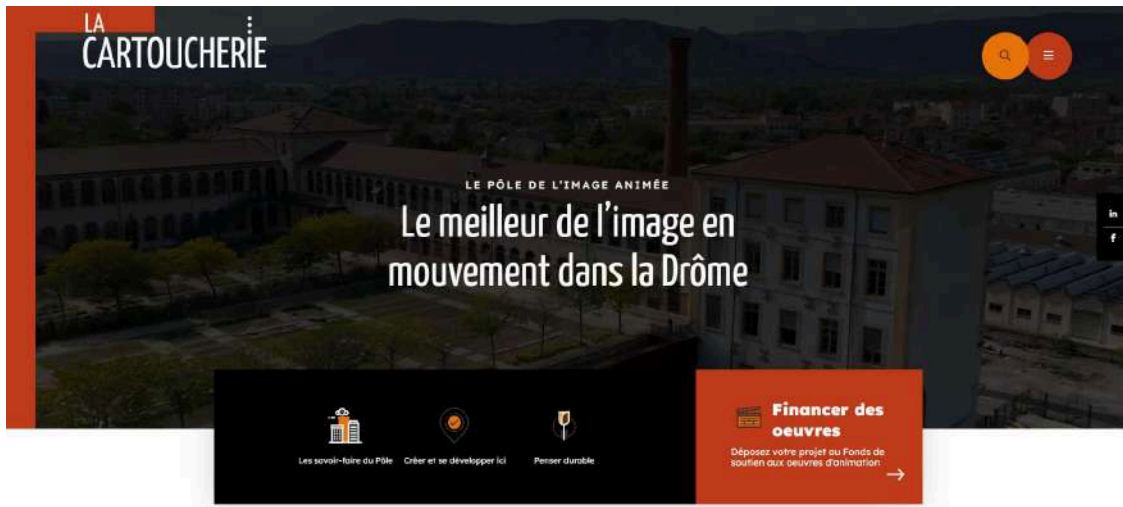 LA
CARTOUCHERIE
LE PÔLE DE L'IMAGE ANIMÉE
Le meilleur de l'image en
mouvement dans la Drôme
in
f
Les savoir-faire du Pôle
Créer et se développer ici
Penser durable
Financer des
oeuvres
Déposez votre projet au Fonds de
soutien aux oeuvres d'animation